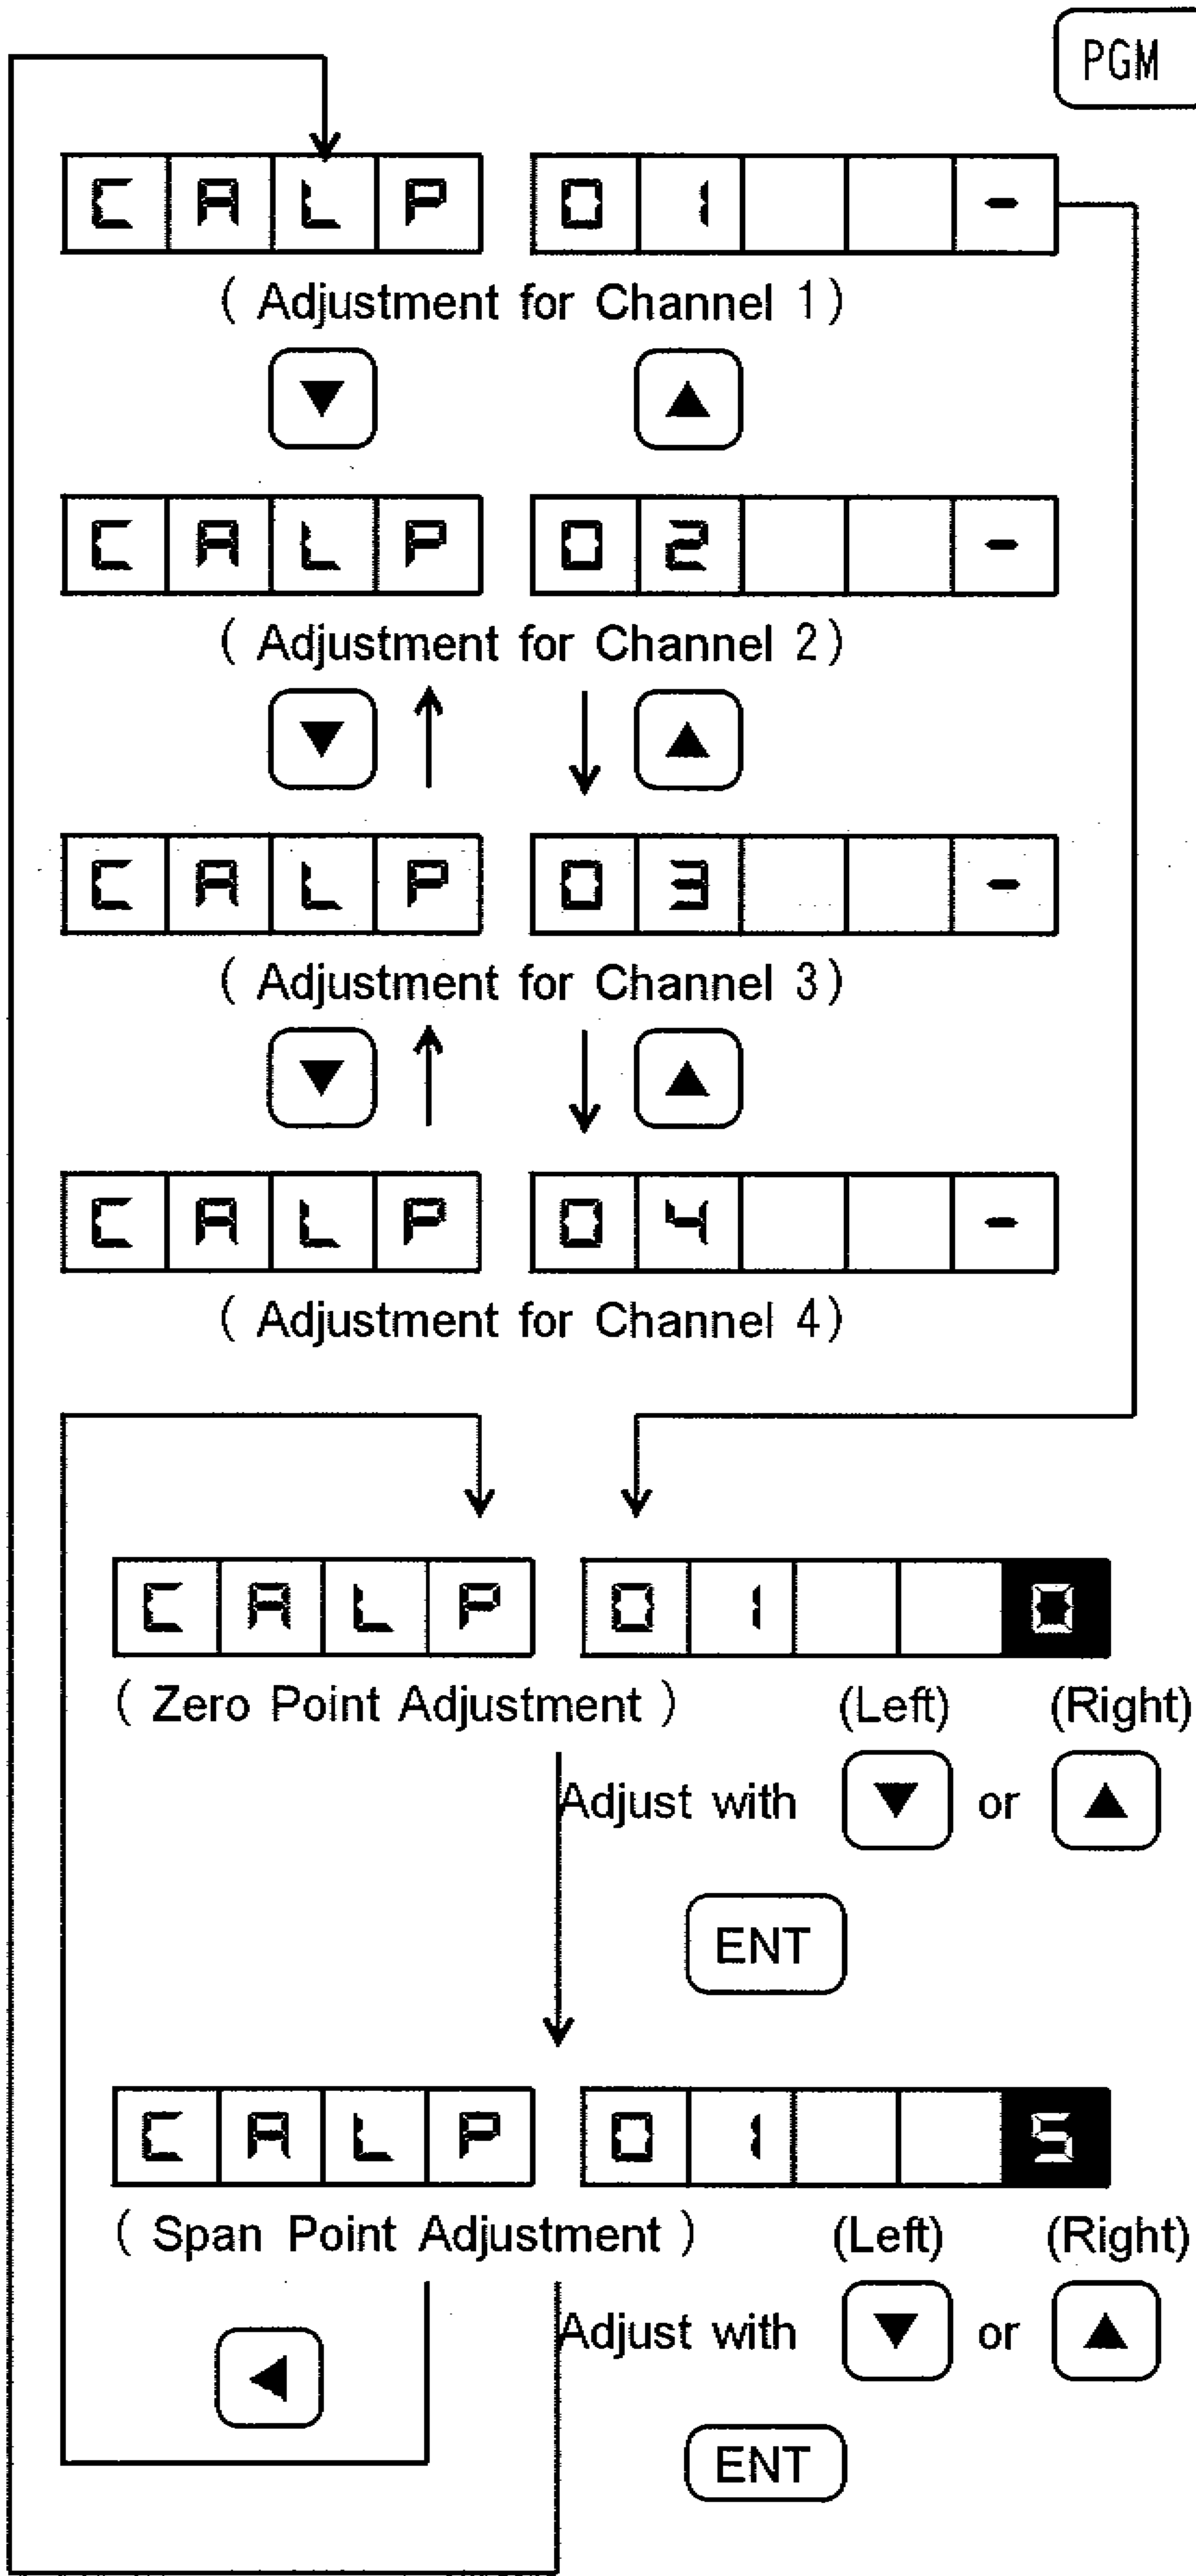 PGM
CALP 01 -
( Adjustment for Channel 1)
▼ ▲
CALP 02 -
( Adjustment for Channel 2)
▼ ▲
CALP 03 -
( Adjustment for Channel 3)
▼ ▲
CALP 04 -
( Adjustment for Channel 4)
CALP 01 0
( Zero Point Adjustment ) (Left) (Right)
Adjust with ▼ or ▲
ENT
CALP 01 5
( Span Point Adjustment ) (Left) (Right)
◀ Adjust with ▼ or ▲
ENT